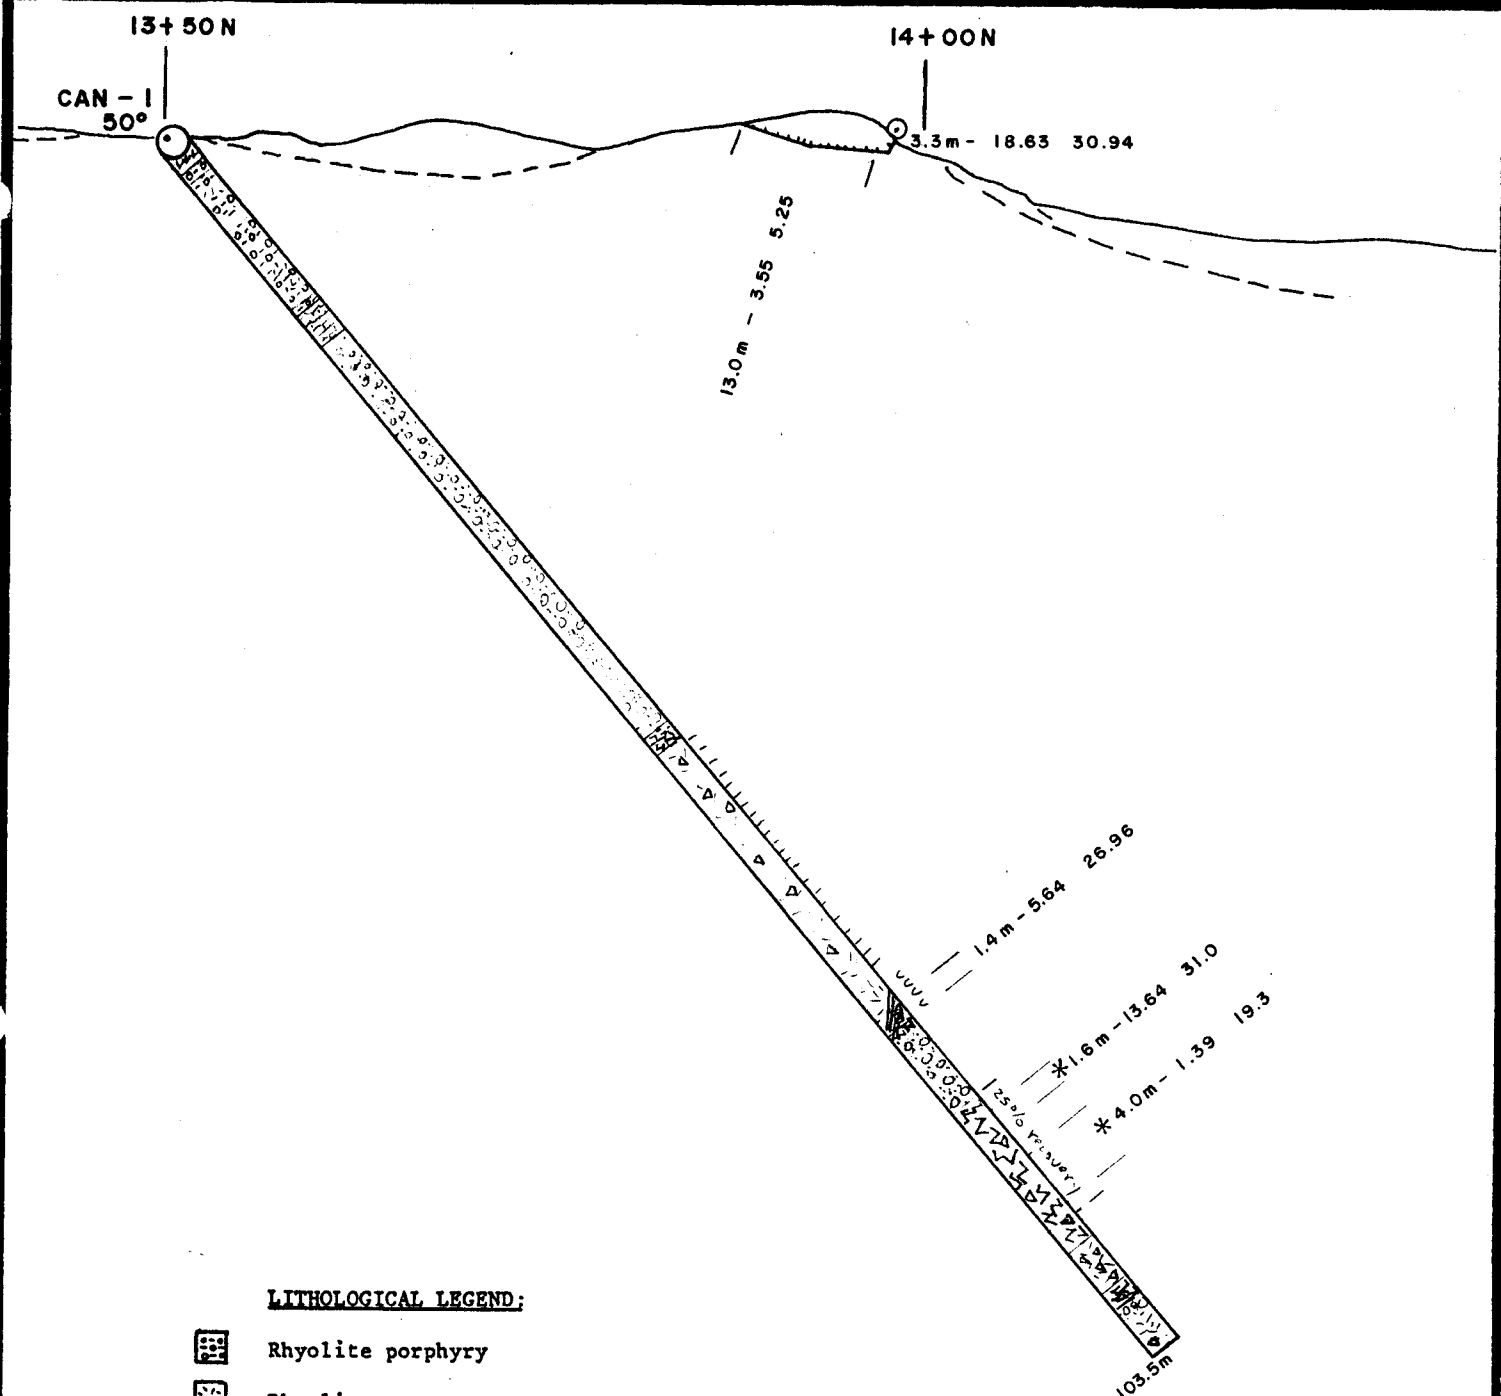 13+50N
14+00N
CAN-1
50°
3.3m- 18.63 30.94
13.0m - 3.55 5.25
1.4m - 5.64 26.96
*1.6m - 13.64 31.0
*4.0m - 1.39 19.3
25% recovery
LITHOLOGICAL LEGEND:
Rhyolite porphyry
103.5m